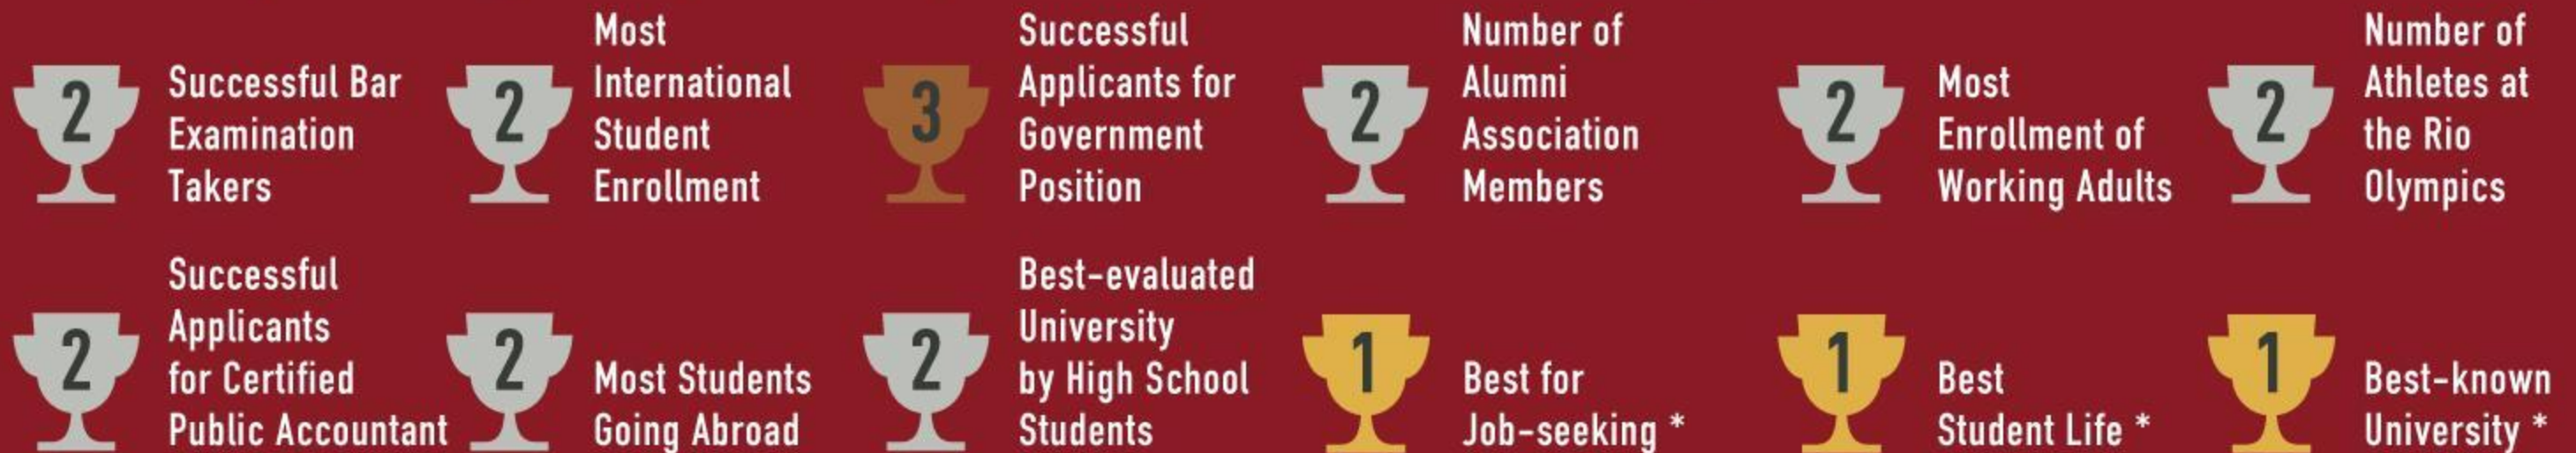 2
Successful Bar
Examination
Takers
2
Most
International
Student
Enrollment
3
Successful
Applicants for
Government
Position
2
Number of
Alumni
Association
Members
2
Most
Enrollment of
Working Adults
2
Number of
Athletes at
the Rio
Olympics
2
Successful
Applicants
for Certified
Public Accountant
2
Most Students
Going Abroad
2
Best-evaluated
University
by High School
Students
1
Best for
Job-seeking *
1
Best
Student Life *
1
Best-known
University *